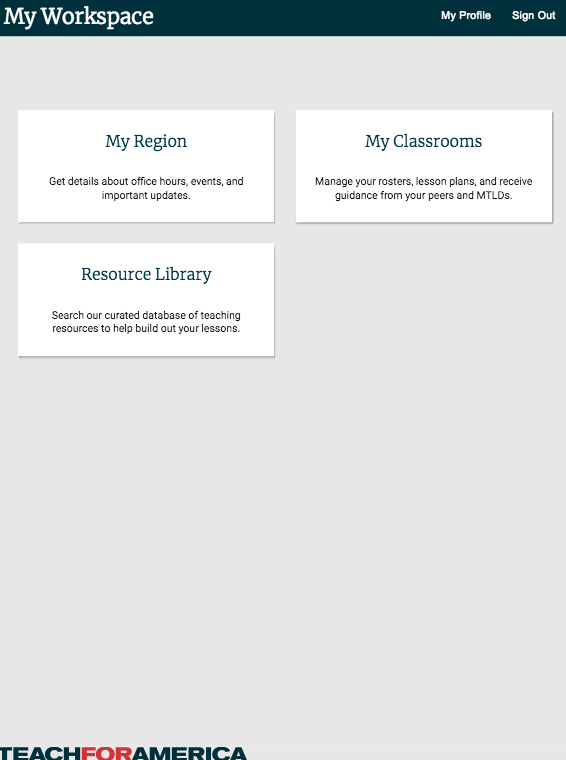 My Workspace
My Profile
Sign Out
My Region
Get details about office hours, events, and
important updates.
My Classrooms
Manage your rosters, lesson plans, and receive
guidance from your peers and MTLDs.
Resource Library
Search our curated database of teaching
resources to help build out your lessons.
TEACHFORAMERICA